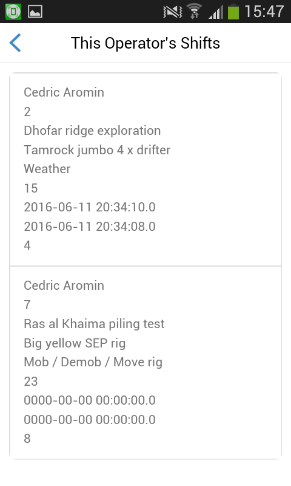 15:47
This Operator's Shifts
Cedric Aromin
2
Dhofar ridge exploration
Tamrock jumbo 4 x drifter
Weather
15
2016-06-11 20:34:10.0
2016-06-11 20:34:08.0
4
Cedric Aromin
7
Ras al Khaima piling test
Big yellow SEP rig
Mob / Demob / Move rig
23
0000-00-00 00:00:00.0
0000-00-00 00:00:00.0
8